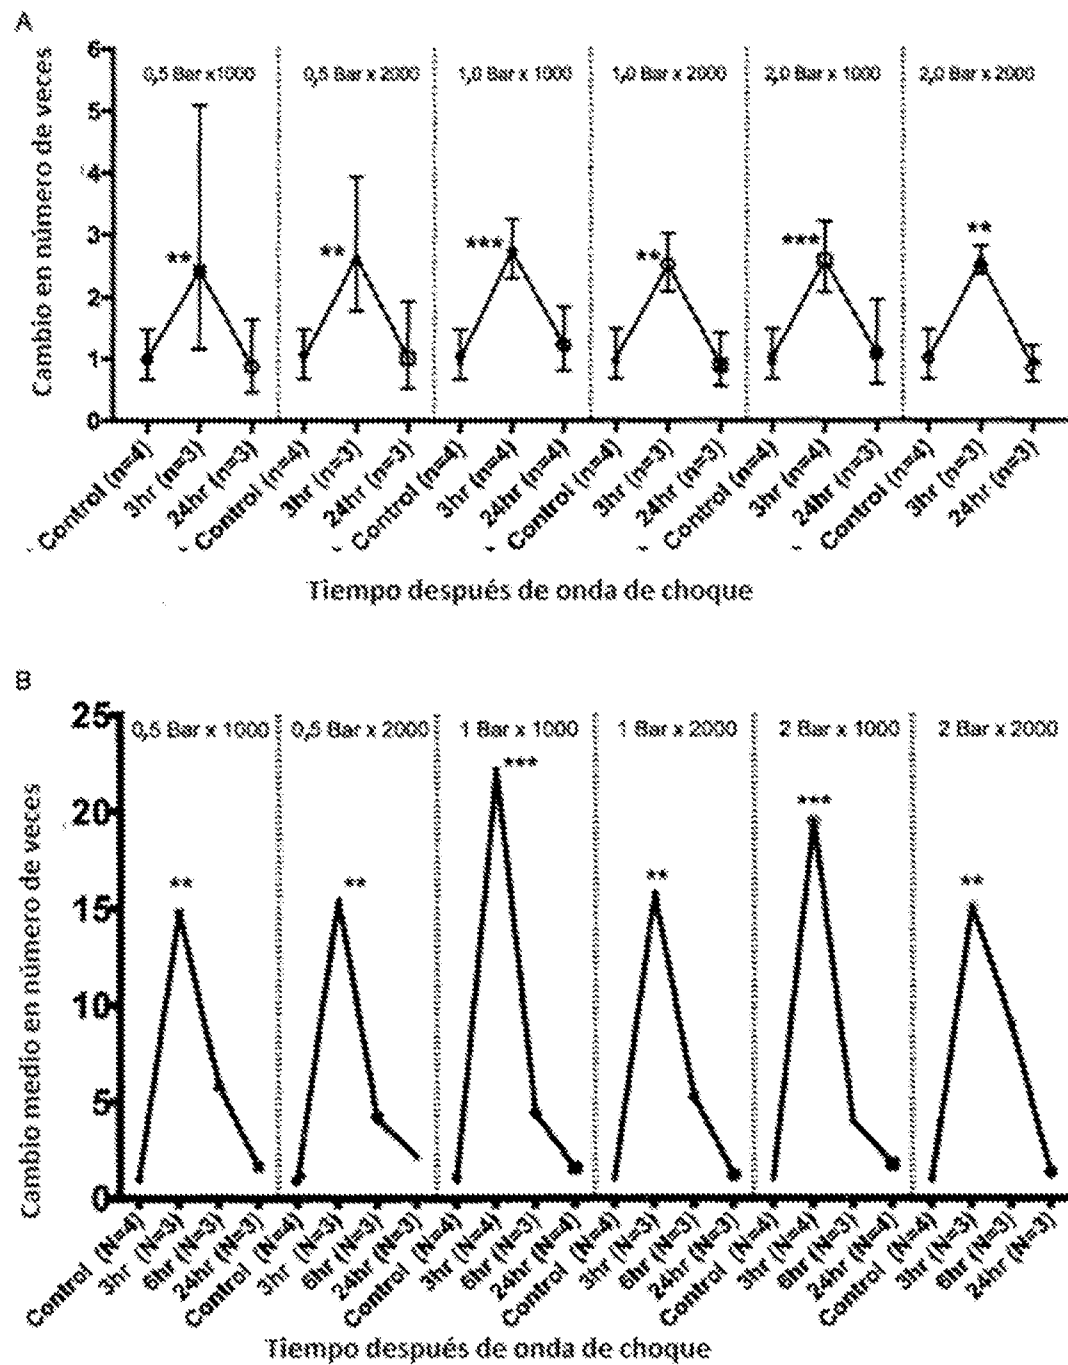 A
Cambio en número de veces
6
5
4
3
2
1
0
0,5 Bar x1000
0,5 Bar x 2000
1,0 Bar x 1000
1,0 Bar x 2000
2,0 Bar x 1000
2,0 Bar x 2000
**
**
***
**
***
**
Control (n=4)
3hr (n=3)
24hr (n=3)
Control (n=4)
3hr (n=3)
24hr (n=3)
Control (n=4)
3hr (n=4)
24hr (n=4)
Control (n=4)
3hr (n=3)
24hr (n=3)
Control (n=4)
3hr (n=4)
24hr (n=3)
Control (n=4)
3hr (n=3)
24hr (n=3)
Tiempo después de onda de choque
B
Cambio medio en número de veces
25
20
15
10
5
0
0,5 Bar x 1000
0,5 Bar x 2000
1 Bar x 1000
1 Bar x 2000
2 Bar x 1000
2 Bar x 2000
**
**
***
**
***
**
Control (N=4)
3hr (N=3)
6hr (N=3)
24hr (N=3)
Control (N=4)
3hr (N=3)
6hr (N=3)
24hr (N=3)
Control (N=4)
3hr (N=4)
6hr (N=3)
24hr (N=4)
Control (N=4)
3hr (N=3)
6hr (N=3)
24hr (N=3)
Control (N=4)
3hr (N=4)
6hr (N=3)
24hr (N=4)
Control (N=4)
3hr (N=3)
6hr (N=3)
24hr (N=3)
Tiempo después de onda de choque